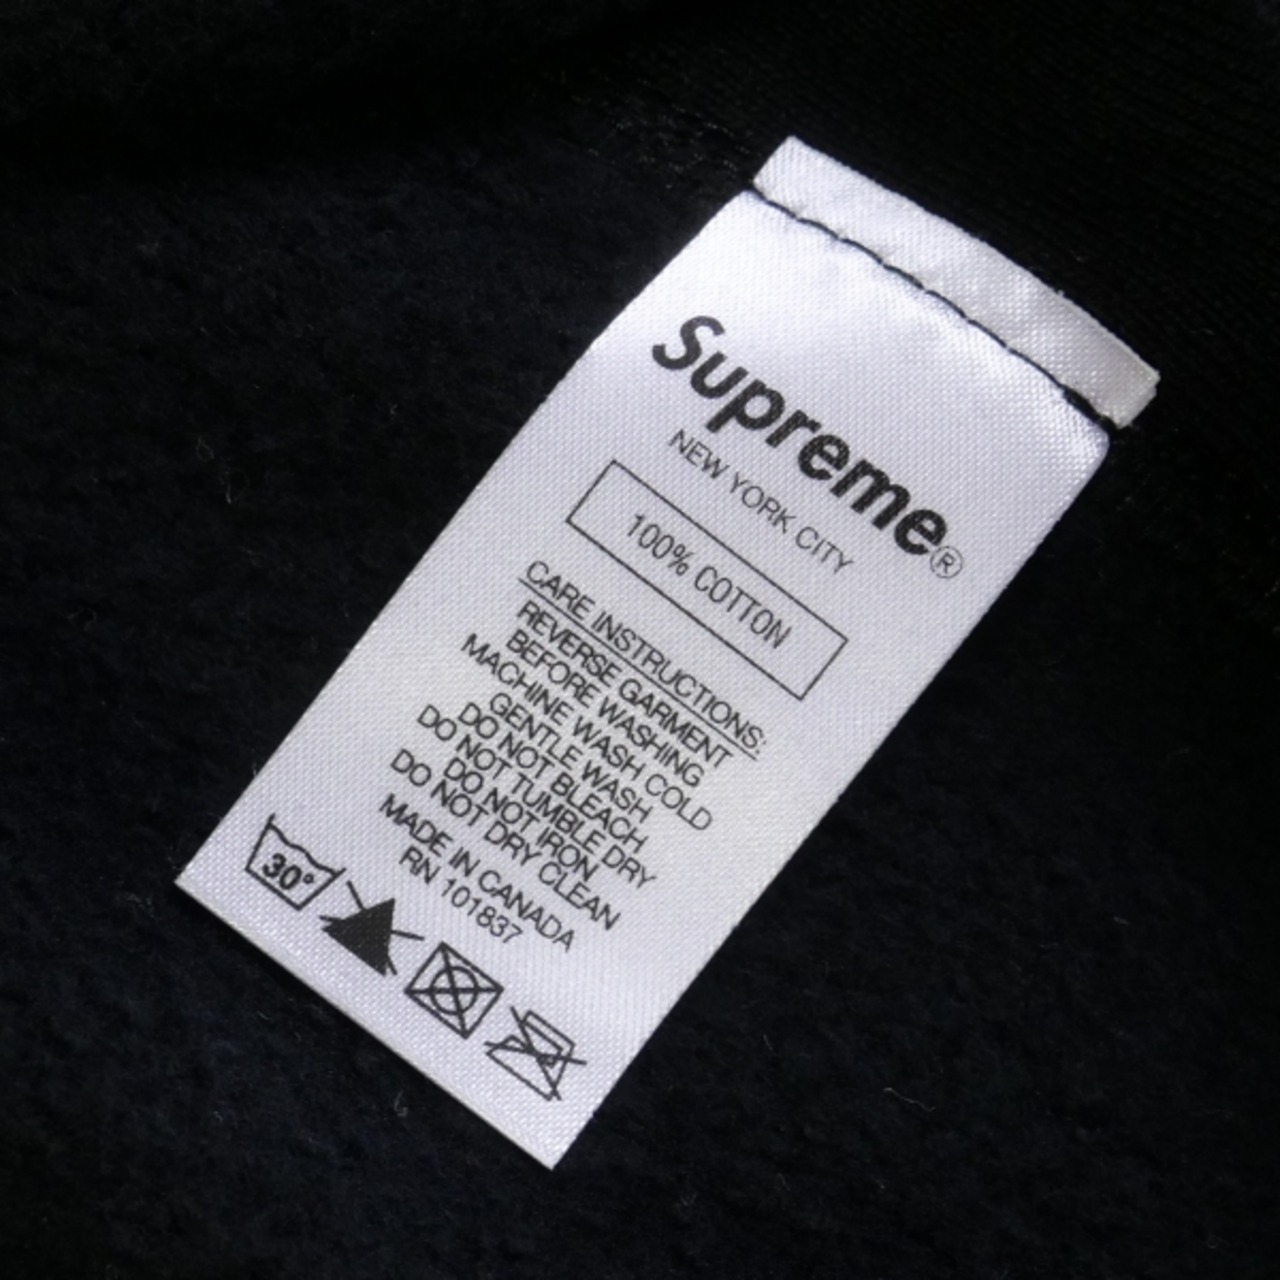 Supreme®
NEW YORK CITY
100% COTTON
CARE INSTRUCTIONS:
REVERSE GARMENT
BEFORE WASHING
MACHINE WASH COLD
GENTLE WASH
DO NOT BLEACH
DO NOT TUMBLE DRY
DO NOT IRON
DO NOT DRY CLEAN
MADE IN CANADA
RN 101837
30°